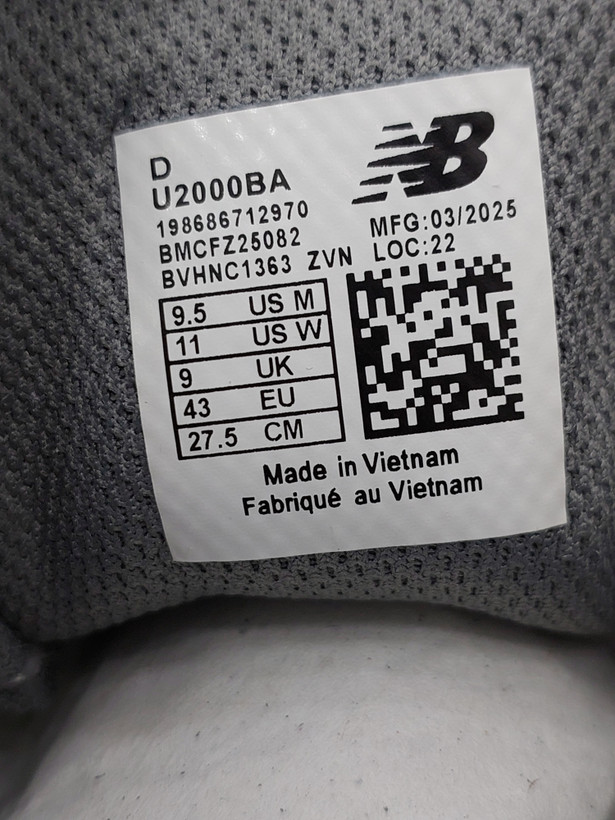 D
U2000BA
NB
198686712970
BMCFZ25082
MFG:03/2025
BVHNC1363 ZVN LOC:22
9.5 US M
11 US W
9 UK
43 EU
27.5 CM
Made in Vietnam
Fabriqué au Vietnam